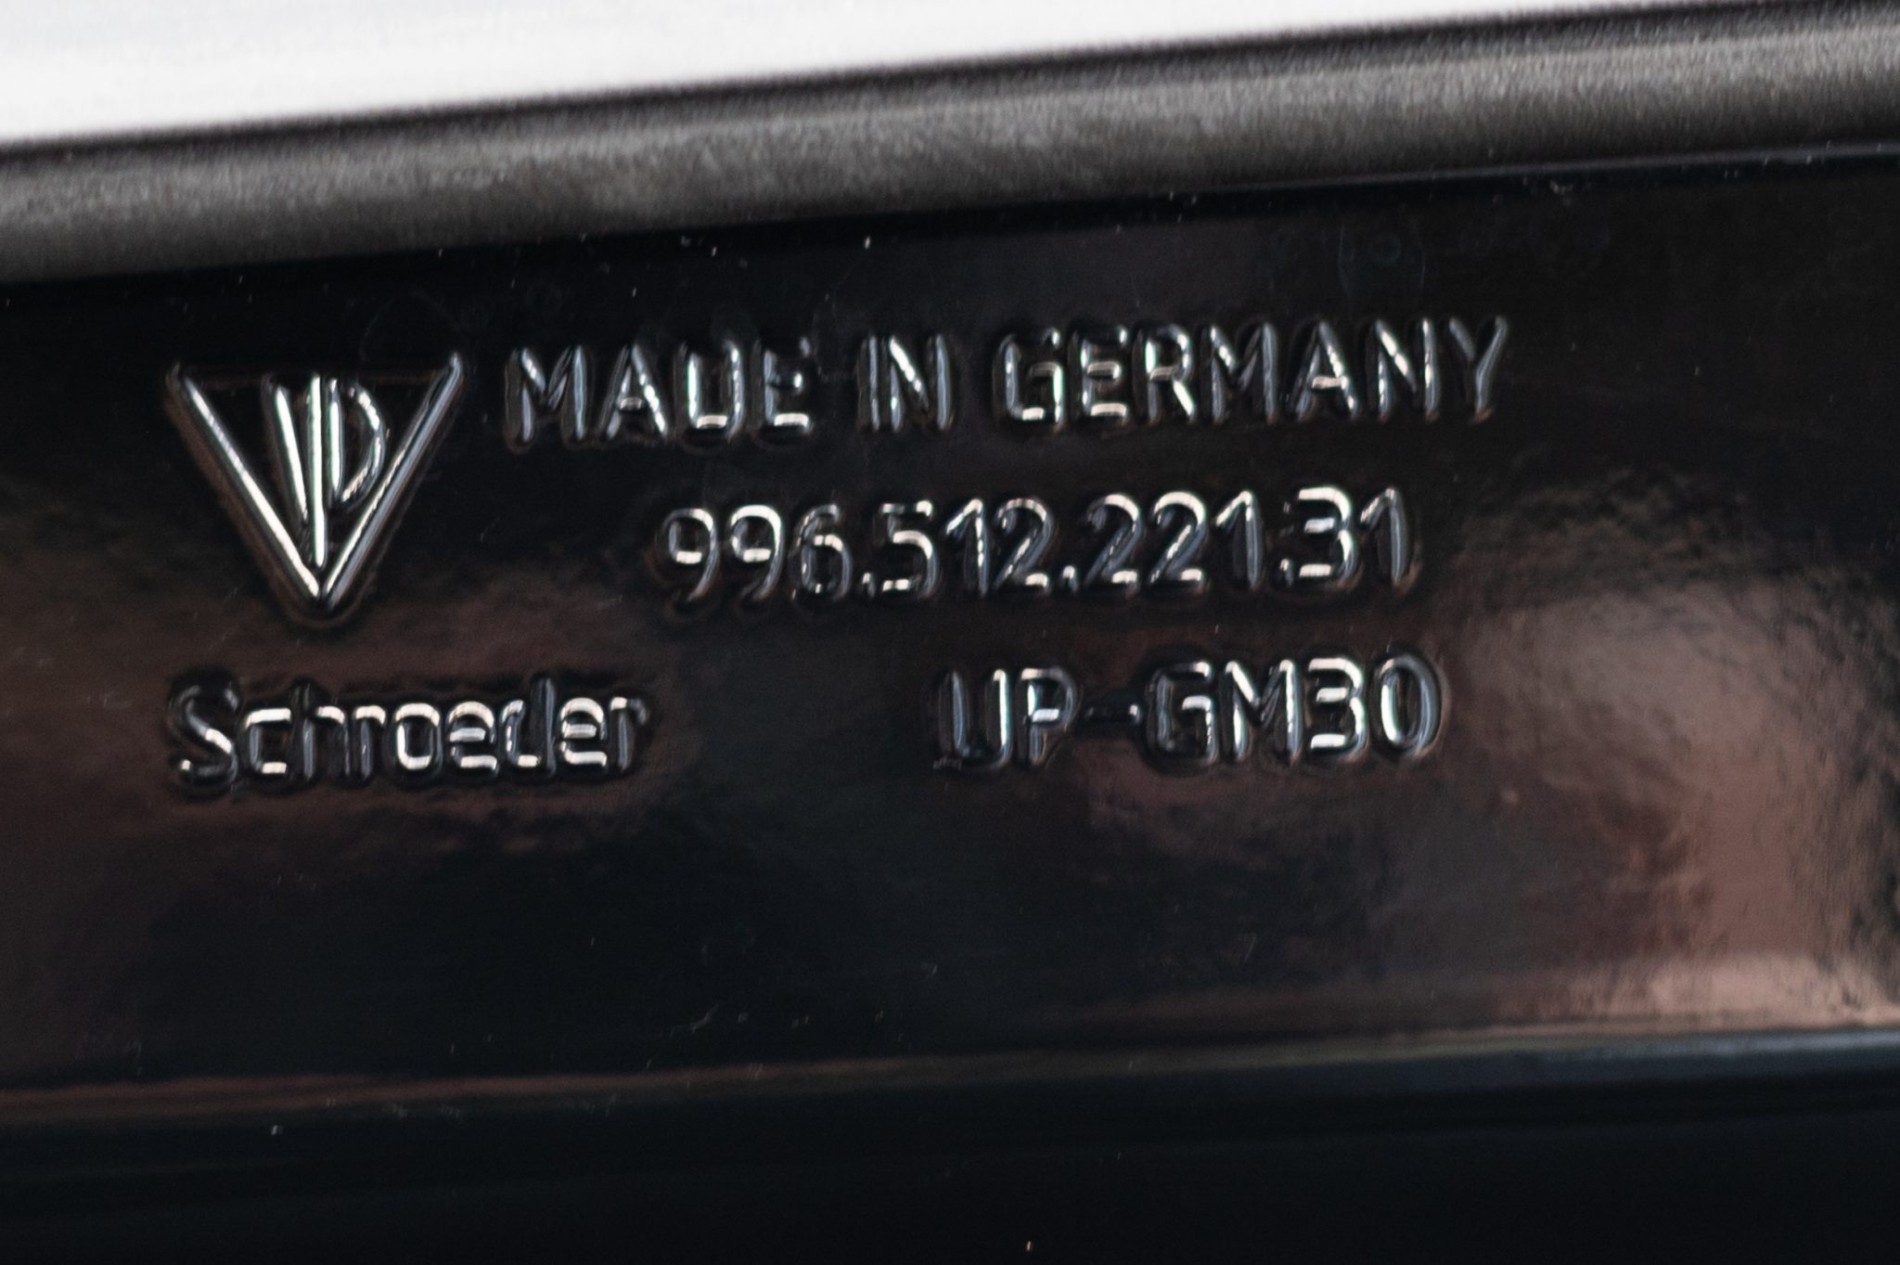 MADE IN GERMANY
996.512.221.31
Schroeder UP-GM30